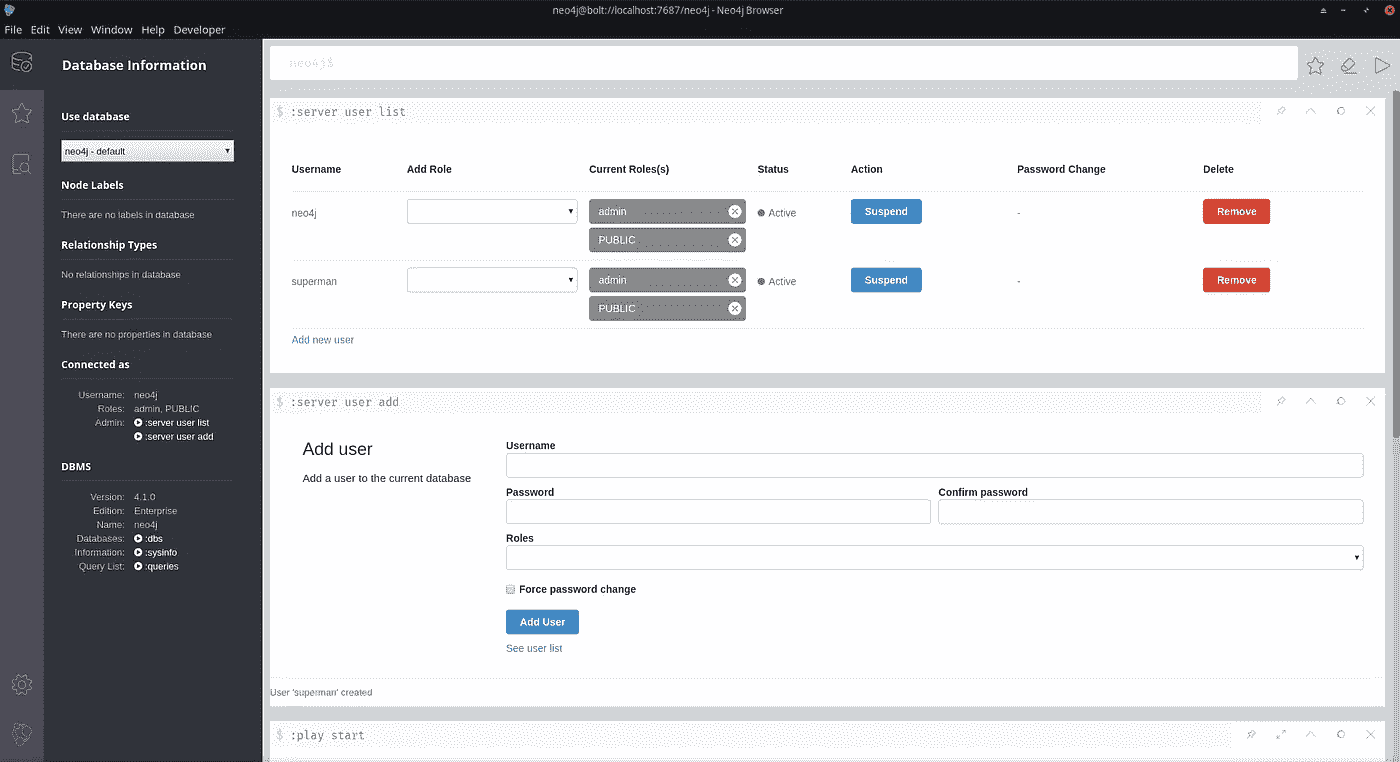 neo4j@bolt://localhost:7687/neo4j - Neo4j Browser
File Edit View Window Help Developer
Database Information
Use database
neo4j - default
Node Labels
There are no labels in database
Relationship Types
No relationships in database
Property Keys
There are no properties in database
Connected as
Username: neo4j
Roles: admin, PUBLIC
Admin: :server user list
:server user add
DBMS
Version: 4.1.0
Edition: Enterprise
Name: neo4j
Databases: :dbs
Information: :sysinfo
Query List: :queries
neo4j$
$ :server user list
Username Add Role Current Roles(s) Status Action Password Change Delete
neo4j admin Active Suspend - Remove
PUBLIC
superman admin Active Suspend - Remove
PUBLIC
Add new user
$ :server user add
Add user
Add a user to the current database
Username
Password Confirm password
Roles
Force password change
Add User
See user list
User 'superman' created
$ :play start